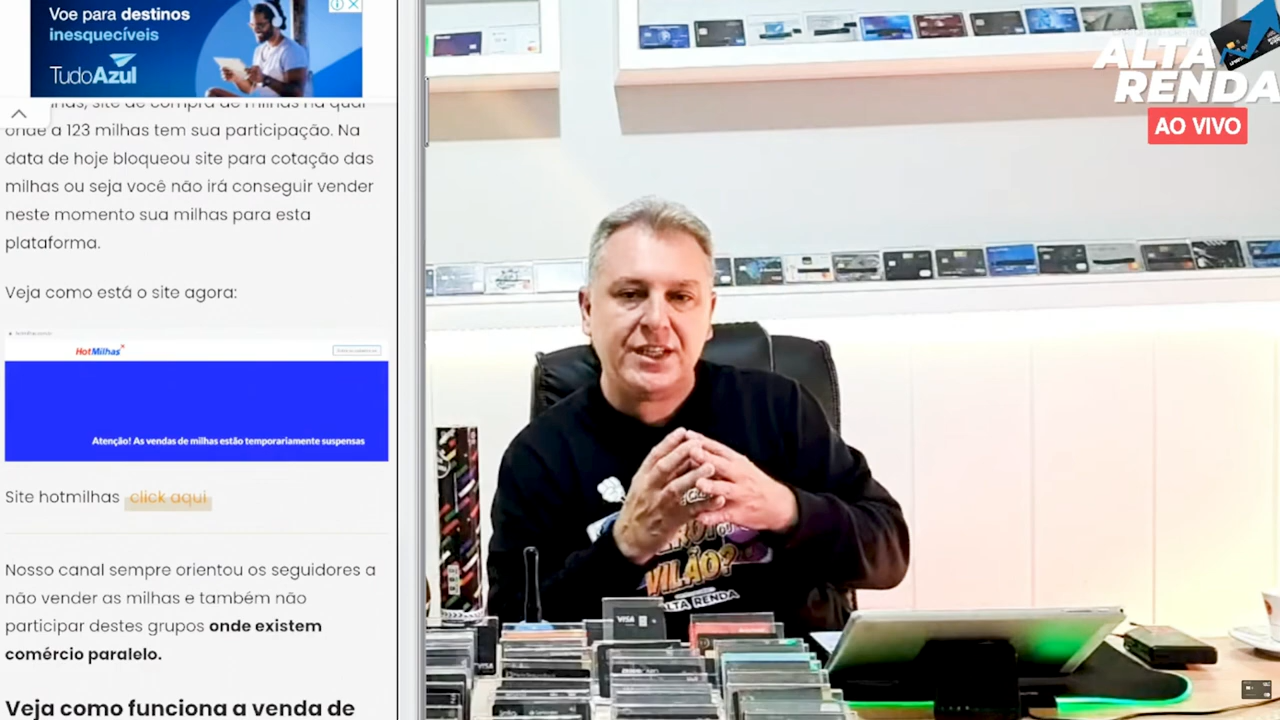 Voe para destinos
inesquecíveis
TudoAzul
onde a 123 milhas tem sua participação. Na
data de hoje bloqueou site para cotação das
milhas ou seja você não irá conseguir vender
neste momento sua milhas para esta
plataforma.
Veja como está o site agora:
HotMilhas
Atenção! As vendas de milhas estão temporariamente suspensas
Site hotmilhas click aqui
Nosso canal sempre orientou os seguidores a
não vender as milhas e também não
participar destes grupos onde existem
comércio paralelo.
Veja como funciona a venda de
ALTA
RENDA
AO VIVO
VILÃO?
ALTA RENDA
VISA